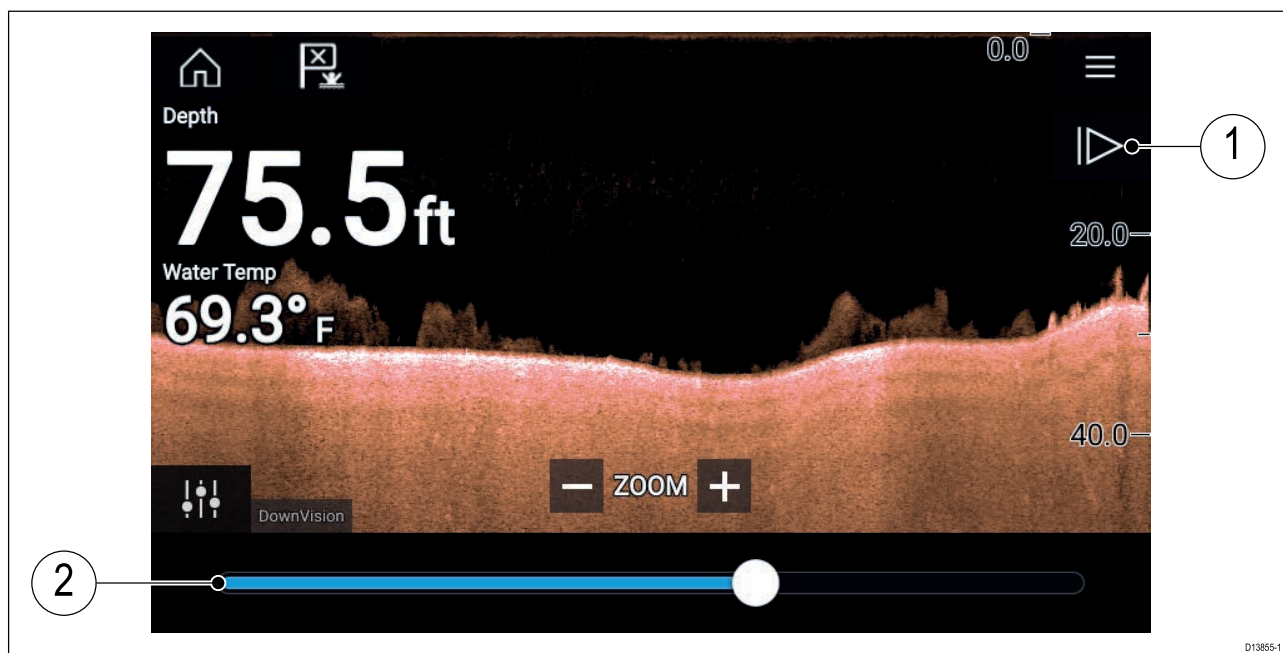 0.0
Depth
1
75.5ft
20.0
Water Temp
69.3° F
40.0
ZOOM
DownVision
2
D13855-1